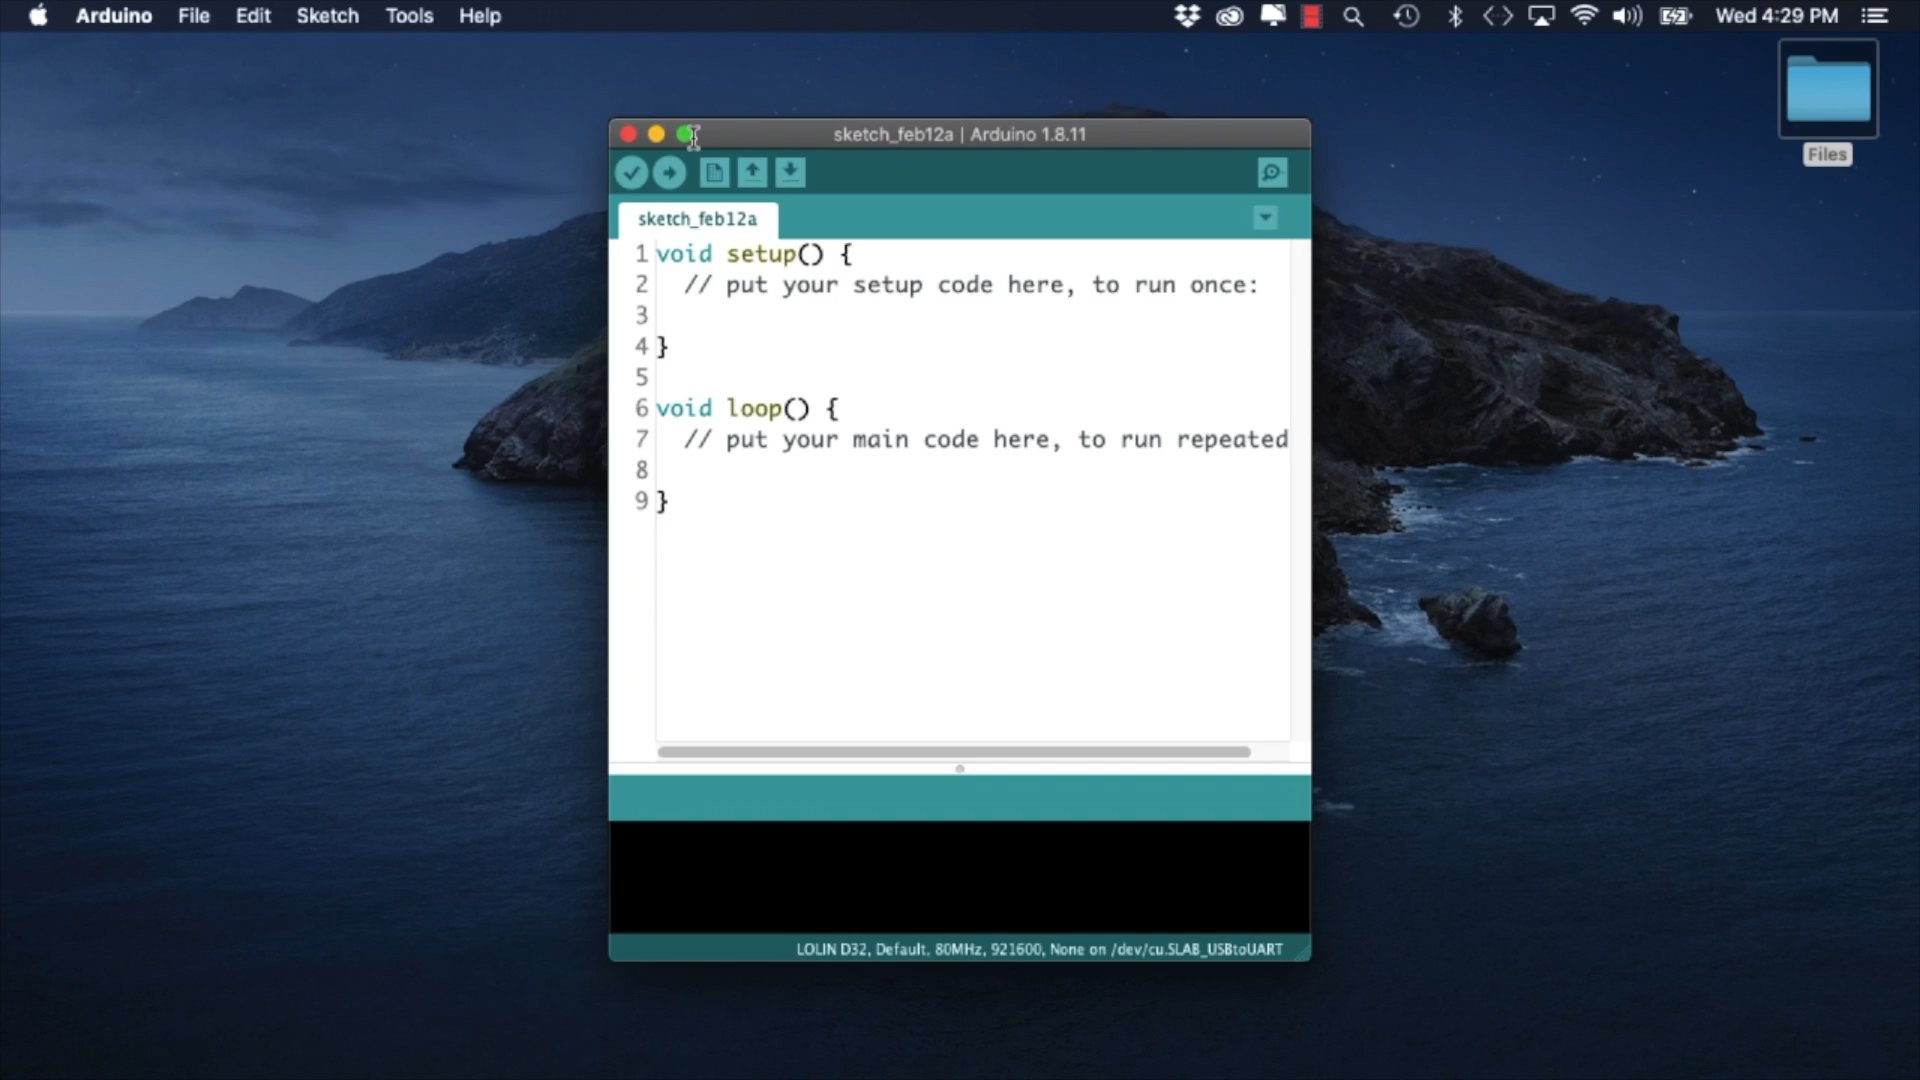 Arduino File Edit Sketch Tools Help Wed 4:29 PM
Files
sketch_feb12a | Arduino 1.8.11
sketch_feb12a
1 void setup() {
2 // put your setup code here, to run once:
3
4 }
5
6 void loop() {
7 // put your main code here, to run repeated
8
9 }
LOLIN D32, Default, 80MHz, 921600, None on /dev/cu.SLAB_USBtoUART